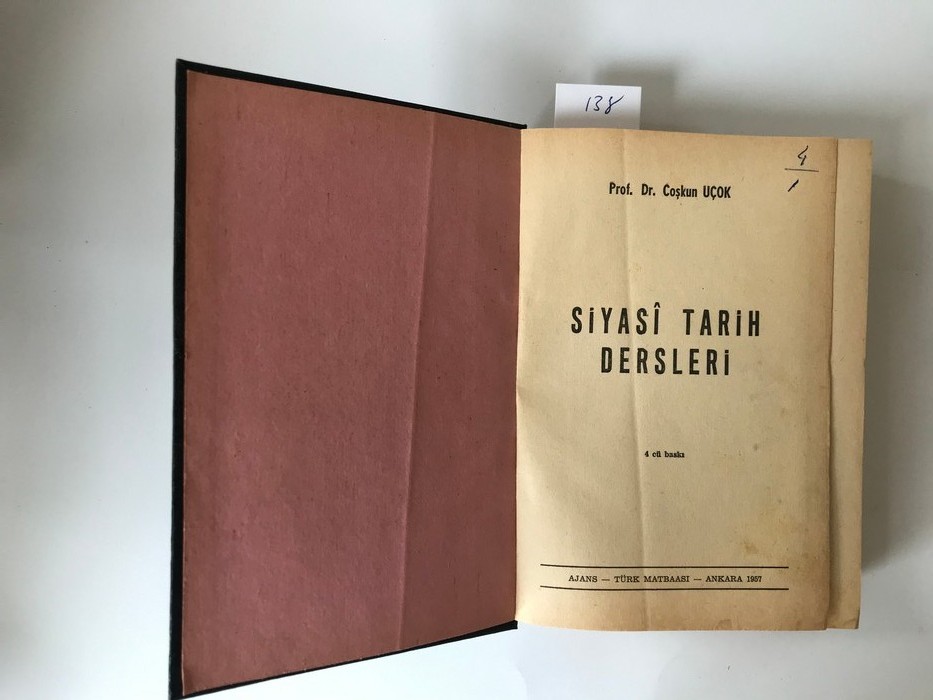 138
4
1
Prof. Dr. Coşkun UÇOK
SİYASÎ TARİH
DERSLERİ
4 cü baskı
AJANS — TÜRK MATBAASI — ANKARA 1957